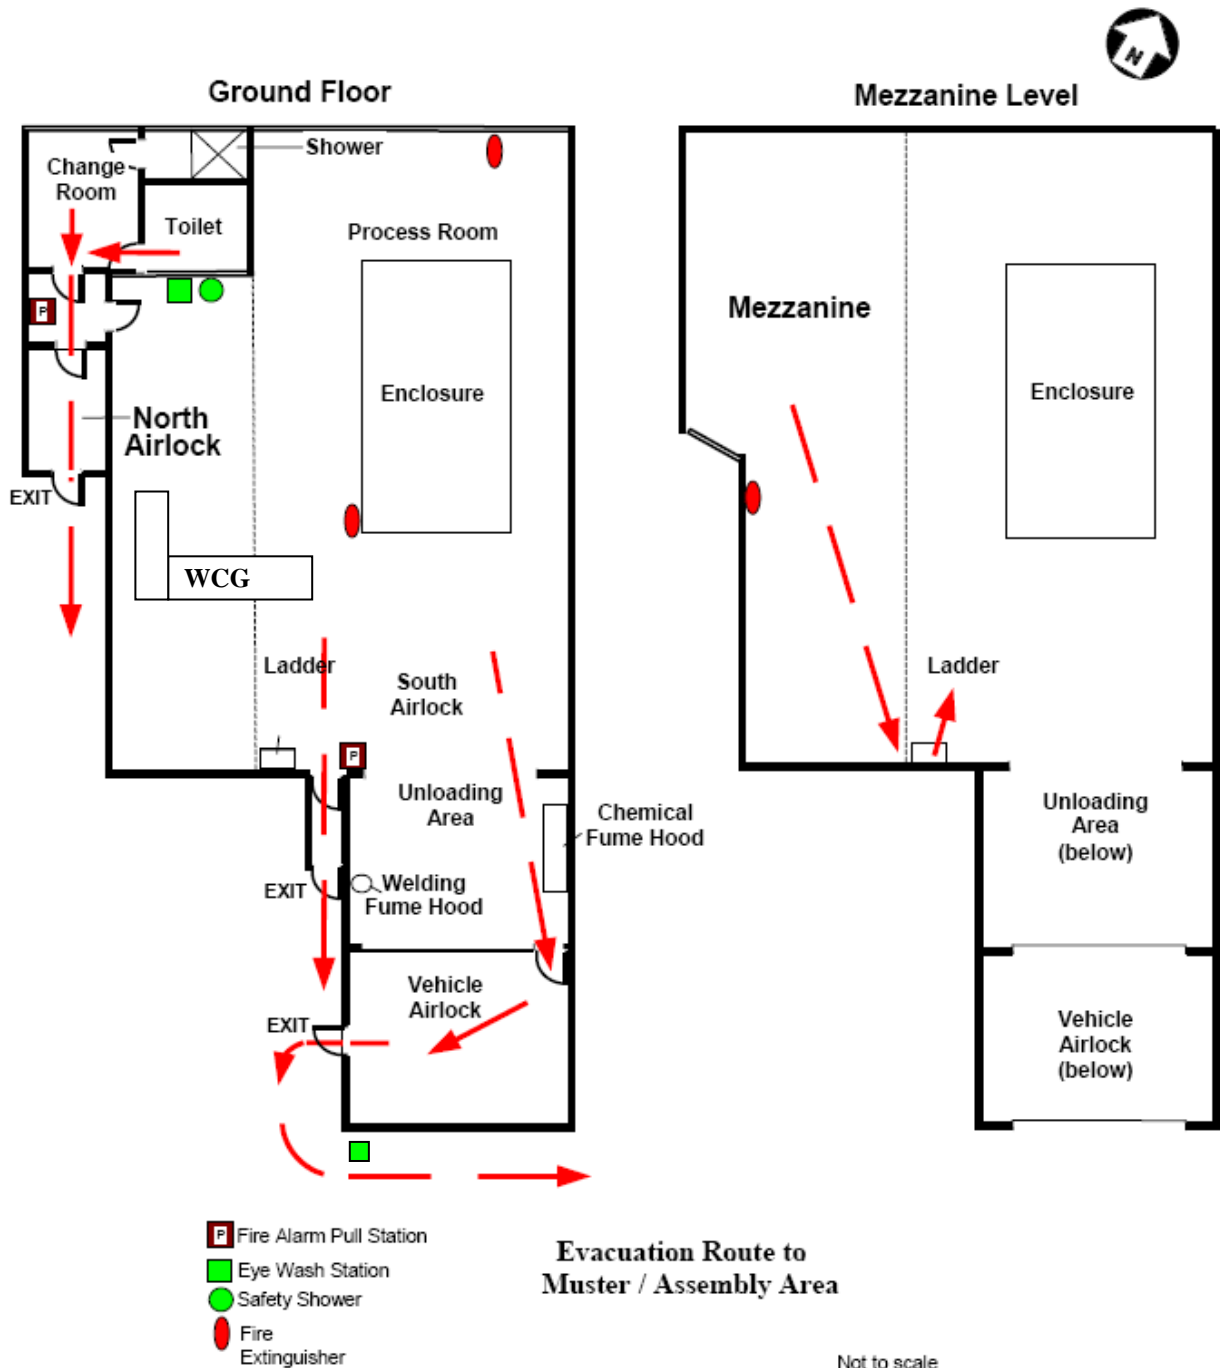 N
Ground Floor
Mezzanine Level
Shower
Change
Room
Toilet
Process Room
P
Enclosure
North
Airlock
EXIT
WCG
Ladder
South
Airlock
P
Unloading
Area
Chemical
Fume Hood
EXIT
Welding
Fume Hood
Vehicle
Airlock
EXIT
Mezzanine
Enclosure
Ladder
Unloading
Area
(below)
Vehicle
Airlock
(below)
P Fire Alarm Pull Station
Eye Wash Station
Safety Shower
Fire
Extinguisher
Evacuation Route to
Muster / Assembly Area
Not to scale